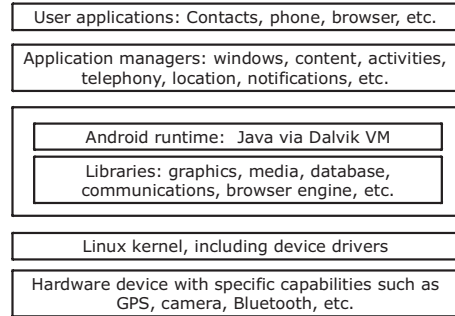 User applications: Contacts, phone, browser, etc.
Application managers: windows, content, activities,
telephony, location, notifications, etc.
Android runtime: Java via Dalvik VM
Libraries: graphics, media, database,
communications, browser engine, etc.
Linux kernel, including device drivers
Hardware device with specific capabilities such as
GPS, camera, Bluetooth, etc.